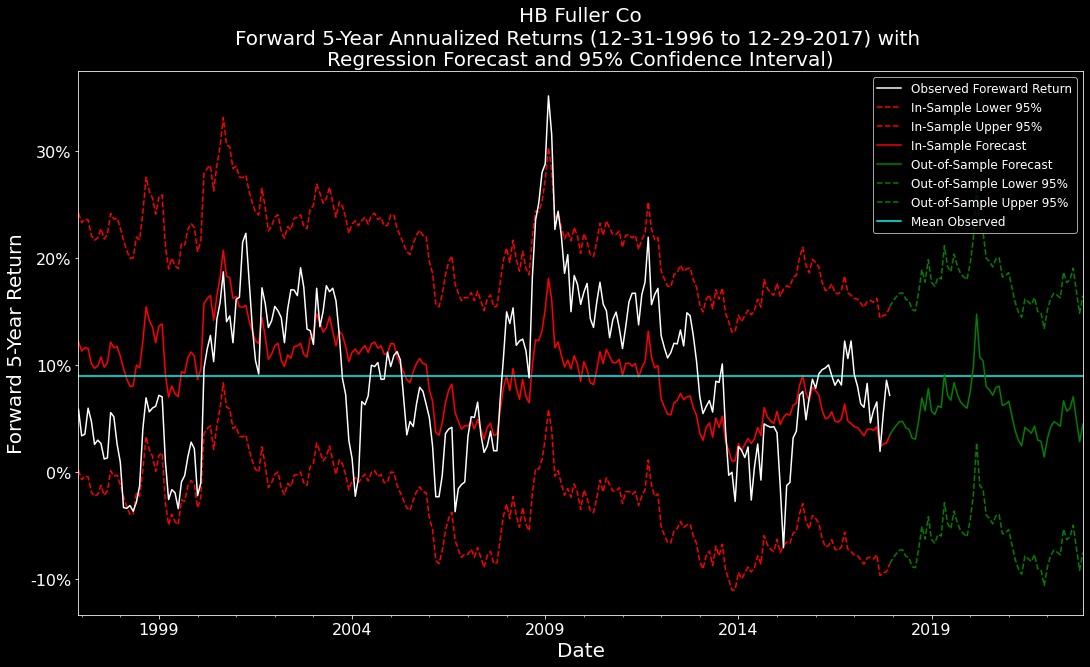 HB Fuller Co
Forward 5-Year Annualized Returns (12-31-1996 to 12-29-2017) with
Regression Forecast and 95% Confidence Interval)
Observed Foreward Return
In-Sample Lower 95%
In-Sample Upper 95%
In-Sample Forecast
Out-of-Sample Forecast
Out-of-Sample Lower 95%
Out-of-Sample Upper 95%
Mean Observed
Forward 5-Year Return
30%
20%
10%
0%
-10%
1999 2004 2009 2014 2019
Date